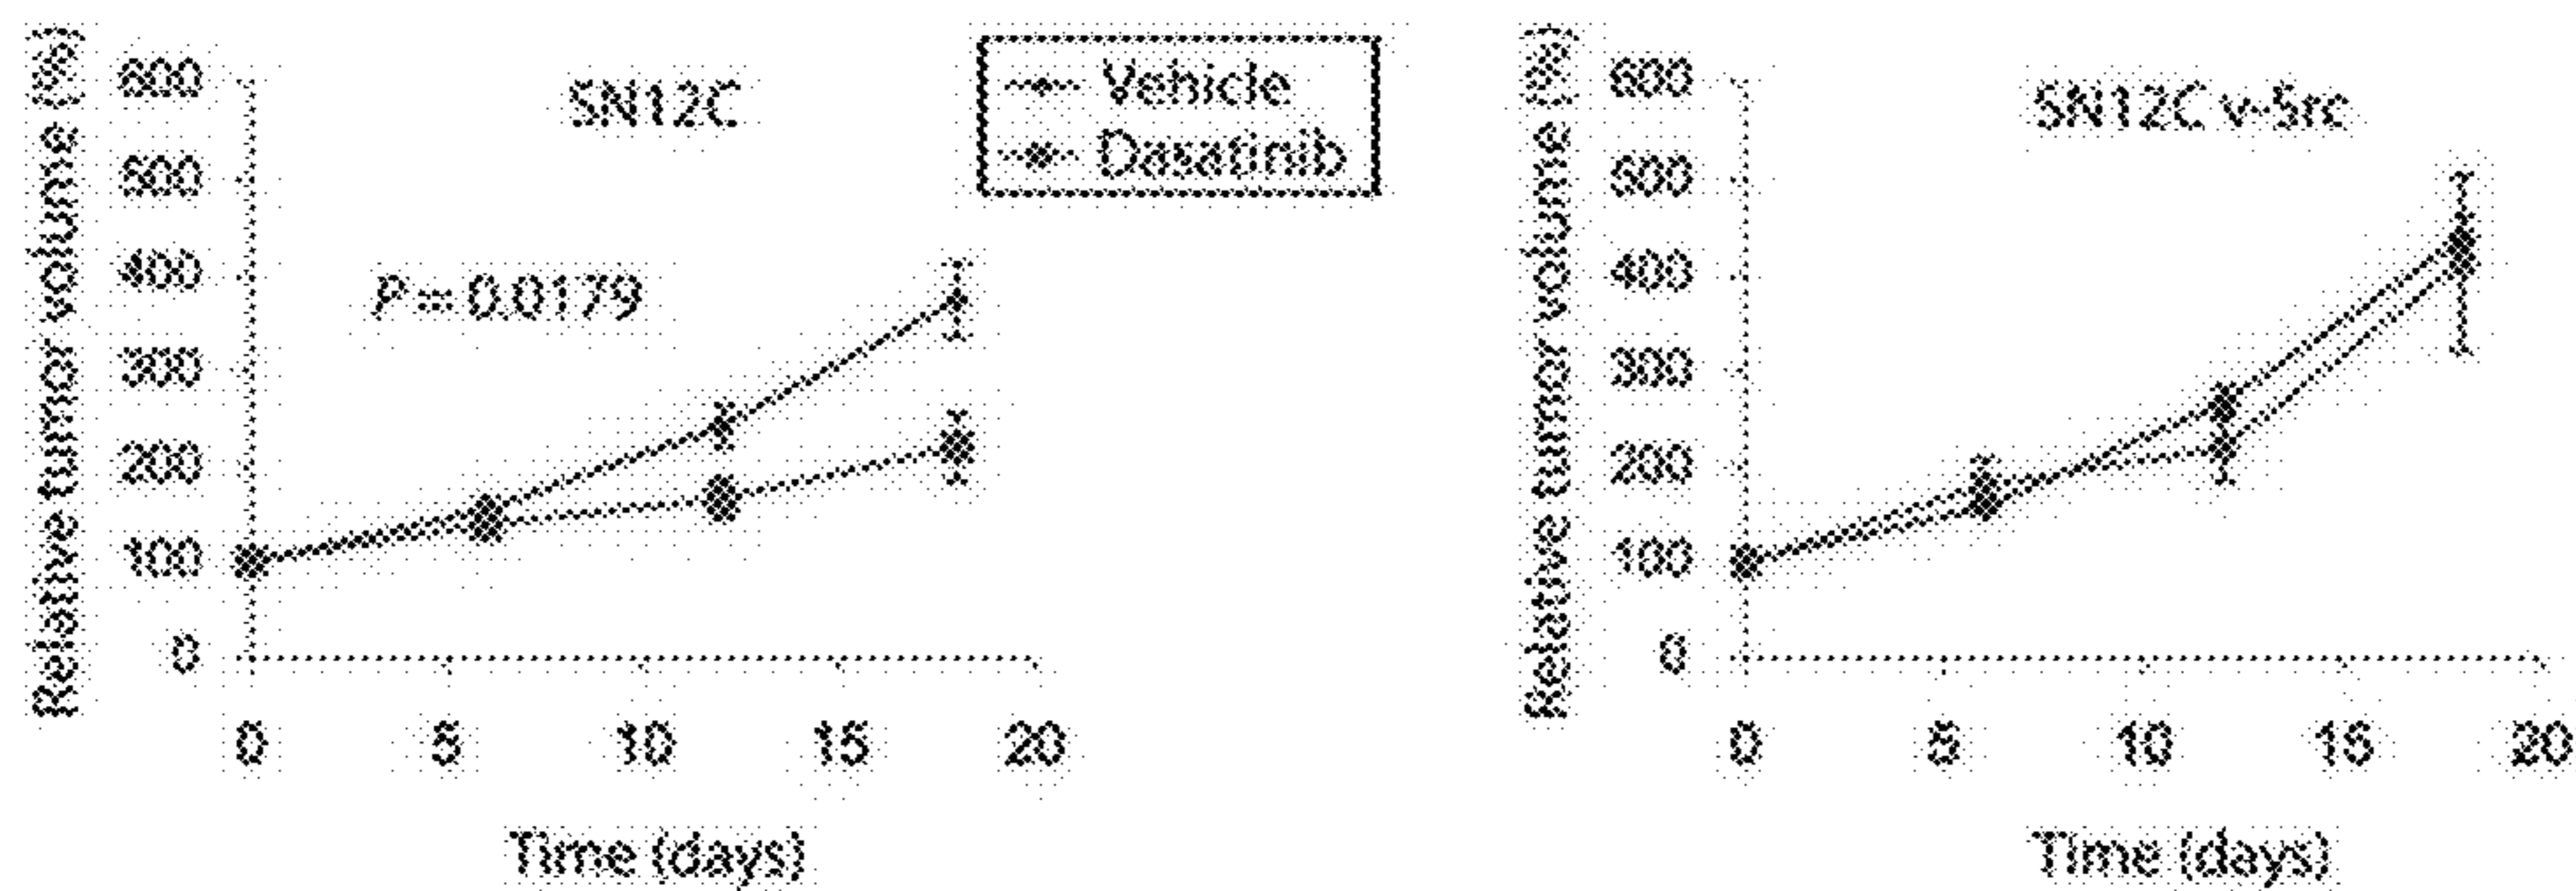 Relative tumor volume (%)
600
500
400
300
200
100
0
SN12C
P = 0.0179
Vehicle
Dasatinib
0 5 10 15 20
Time (days)
Relative tumor volume (%)
600
500
400
300
200
100
0
SN12C v-Src
0 5 10 15 20
Time (days)